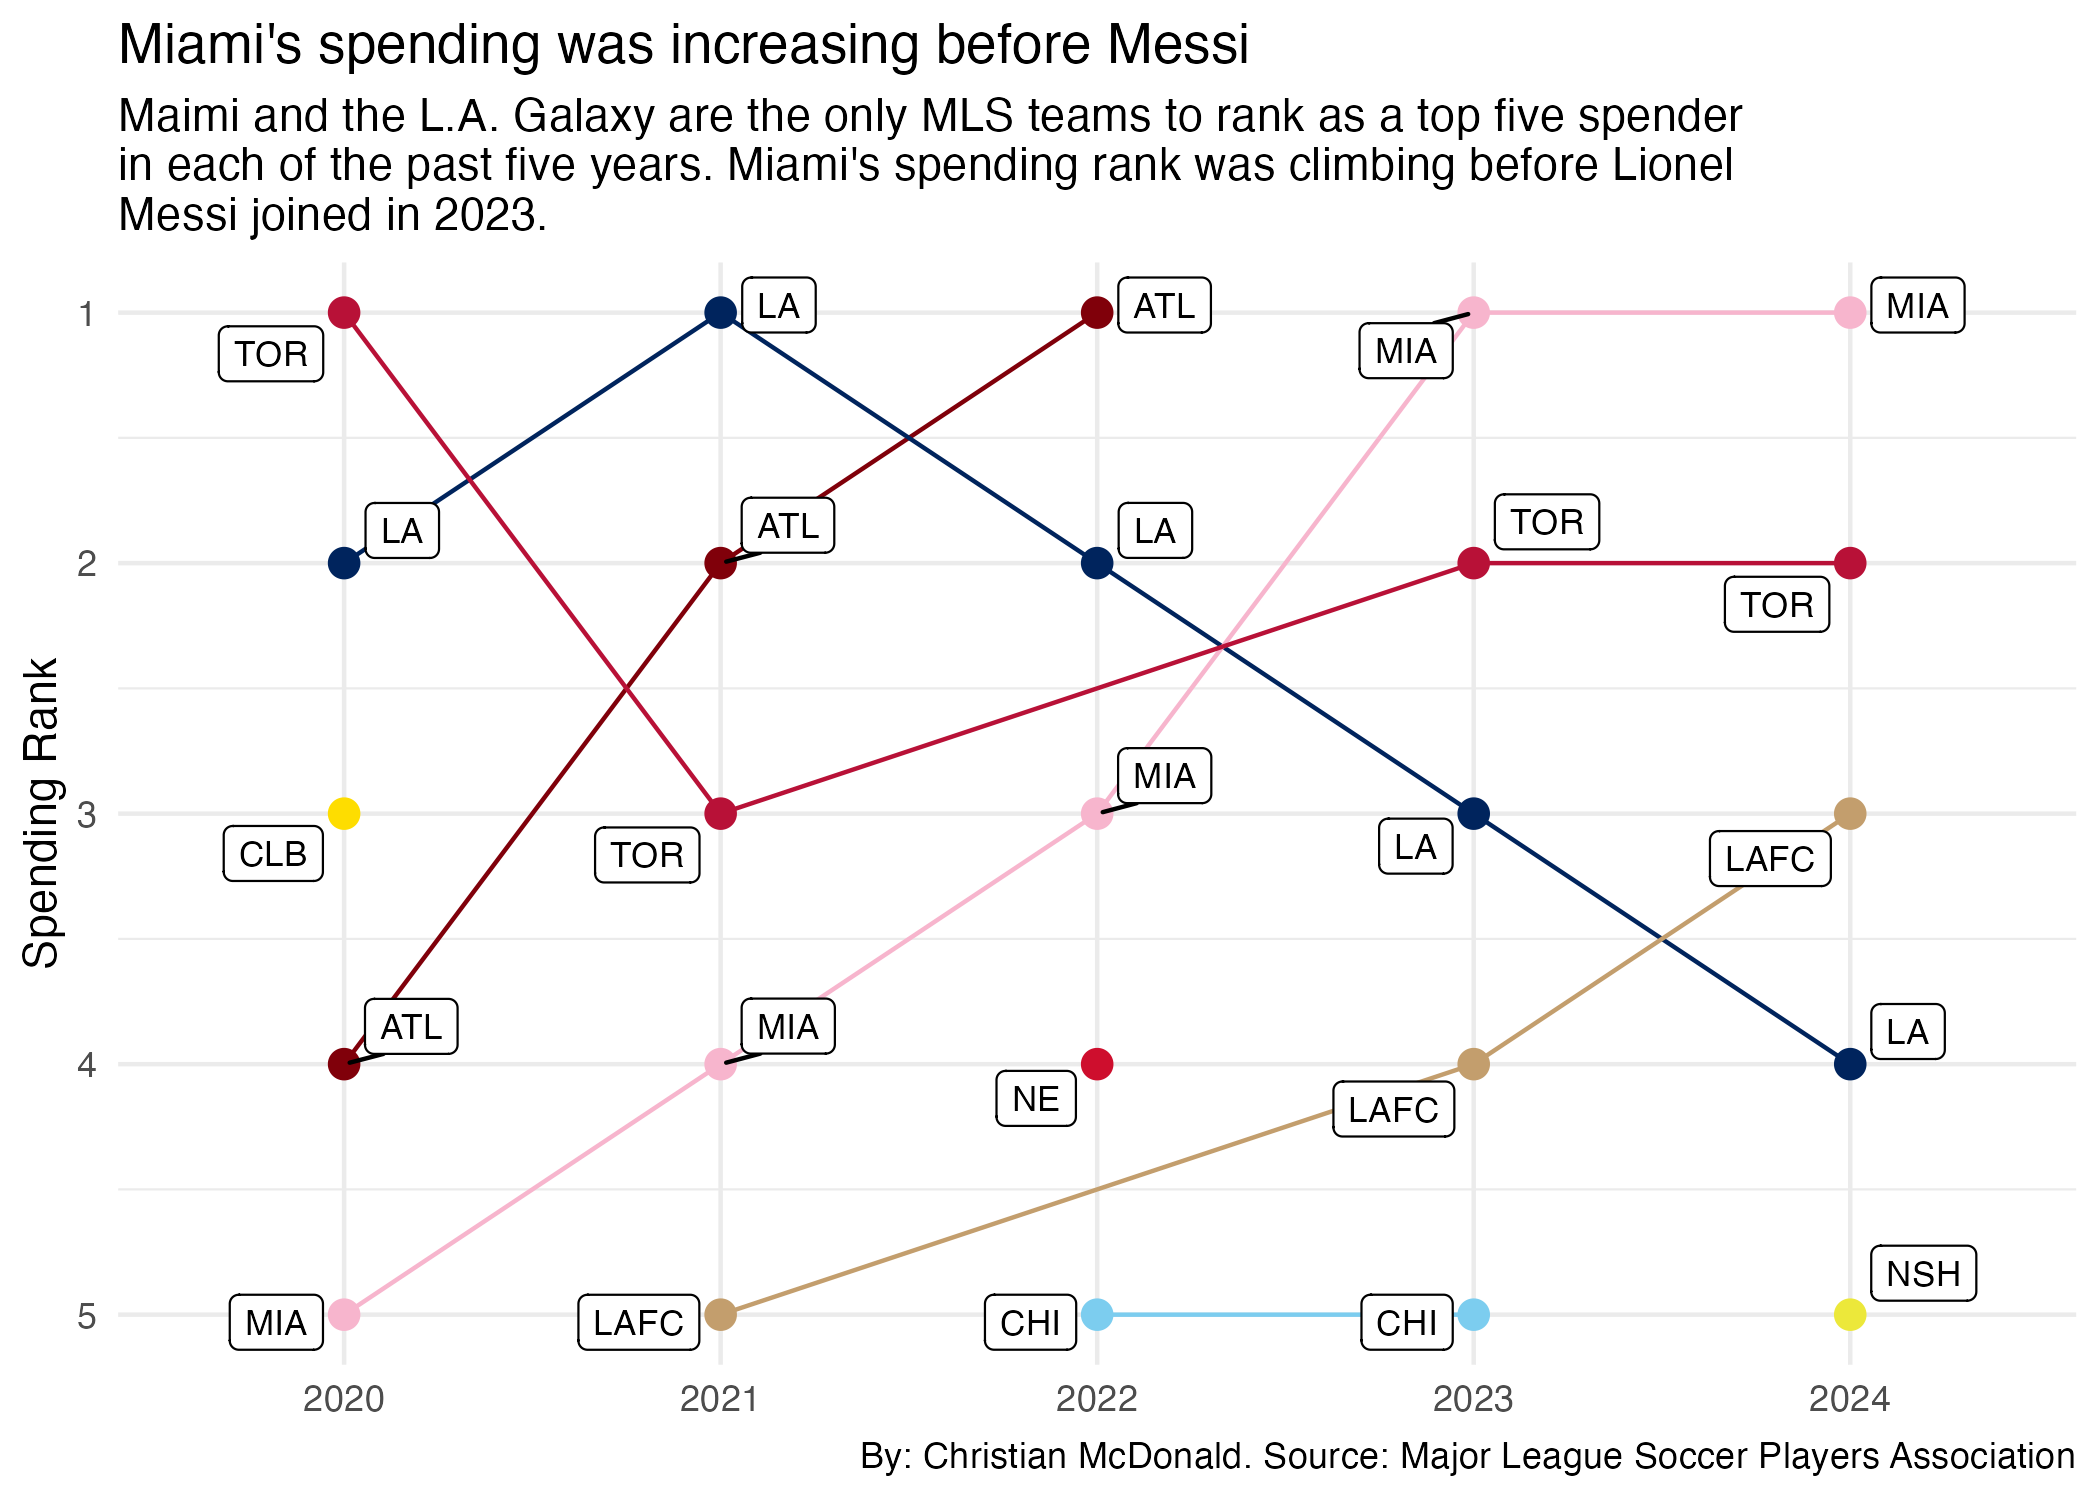 Miami's spending was increasing before Messi
Maimi and the L.A. Galaxy are the only MLS teams to rank as a top five spender
in each of the past five years. Miami's spending rank was climbing before Lionel
Messi joined in 2023.
Spending Rank
1
TOR
LA
ATL
MIA
MIA
2
LA
ATL
LA
TOR
TOR
3
CLB
TOR
MIA
LA
LAFC
4
ATL
MIA
NE
LAFC
LA
5
MIA
LAFC
CHI
CHI
NSH
2020
2021
2022
2023
2024
By: Christian McDonald. Source: Major League Soccer Players Association